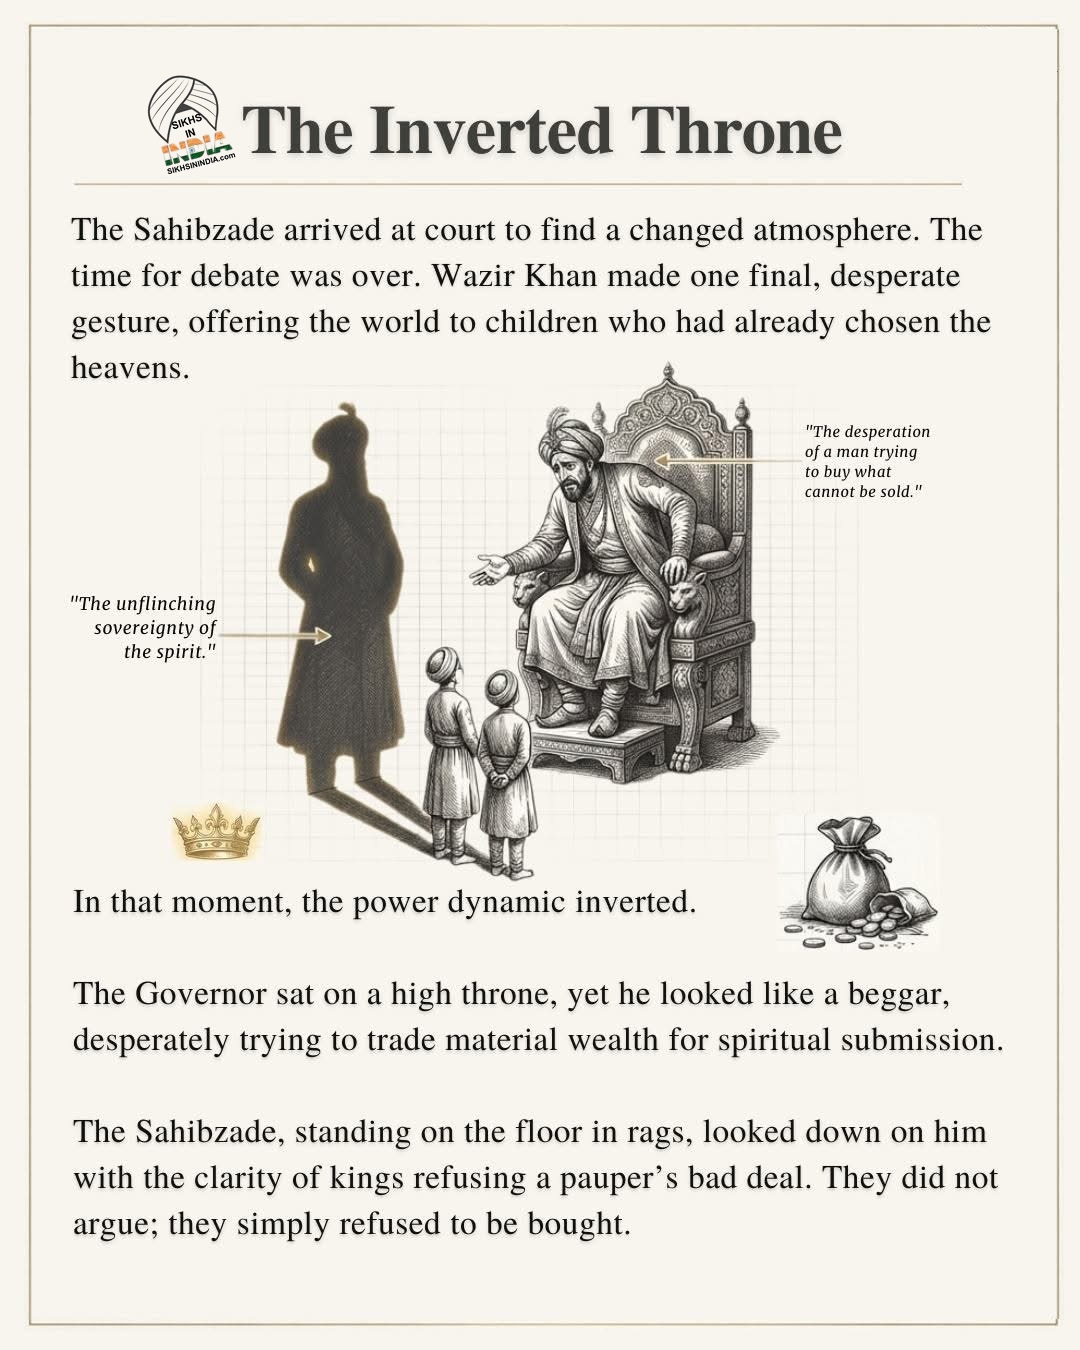 SIKHS
IN
INDIA
SIKHSININDIA.com
The Inverted Throne
The Sahibzade arrived at court to find a changed atmosphere. The
time for debate was over. Wazir Khan made one final, desperate
gesture, offering the world to children who had already chosen the
heavens.
"The desperation
of a man trying
to buy what
cannot be sold."
"The unflinching
sovereignty of
the spirit."
In that moment, the power dynamic inverted.
The Governor sat on a high throne, yet he looked like a beggar,
desperately trying to trade material wealth for spiritual submission.
The Sahibzade, standing on the floor in rags, looked down on him
with the clarity of kings refusing a pauper’s bad deal. They did not
argue; they simply refused to be bought.